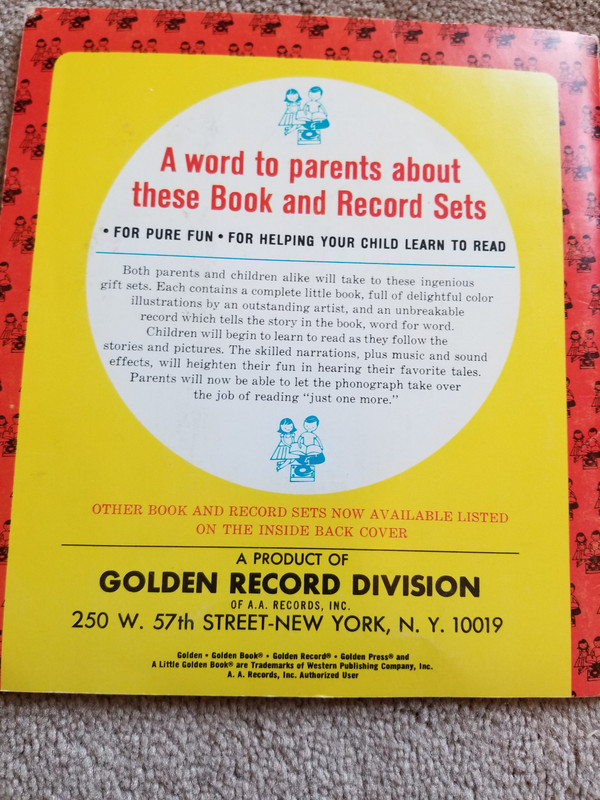 A word to parents about
these Book and Record Sets
• FOR PURE FUN • FOR HELPING YOUR CHILD LEARN TO READ
Both parents and children alike will take to these ingenious
gift sets. Each contains a complete little book, full of delightful color
illustrations by an outstanding artist, and an unbreakable
record which tells the story in the book, word for word.
Children will begin to learn to read as they follow the
stories and pictures. The skilled narrations, plus music and sound
effects, will heighten their fun in hearing their favorite tales.
Parents will now be able to let the phonograph take over
the job of reading "just one more."
OTHER BOOK AND RECORD SETS NOW AVAILABLE LISTED
ON THE INSIDE BACK COVER
A PRODUCT OF
GOLDEN RECORD DIVISION
OF A.A. RECORDS, INC.
250 W. 57th STREET-NEW YORK, N. Y. 10019
Golden • Golden Book® • Golden Record® • Golden Press® and
A Little Golden Book® are Trademarks of Western Publishing Company, Inc.
A. A. Records, Inc. Authorized User